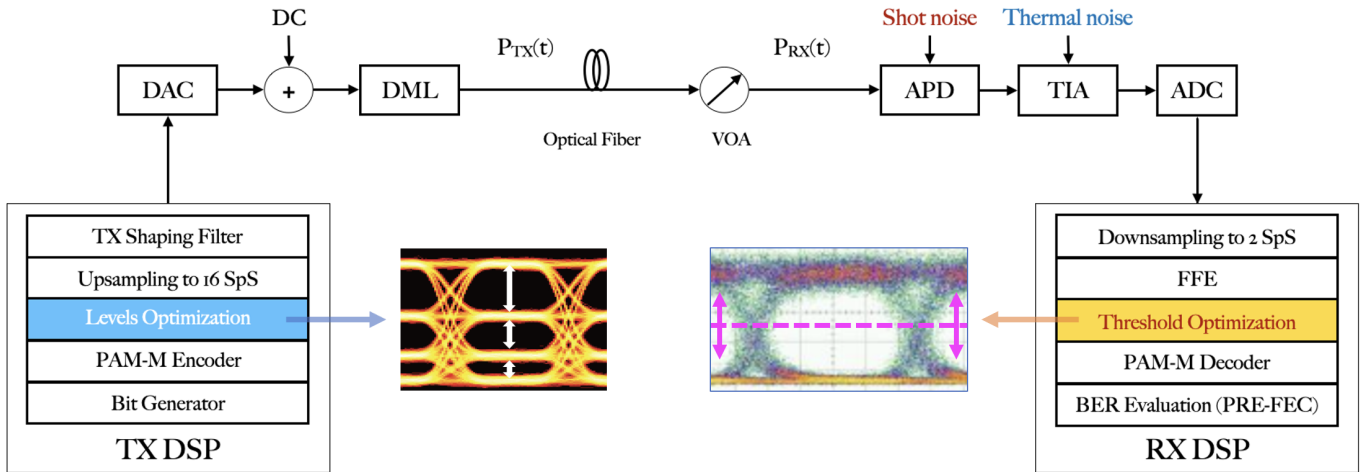 DC
Shot noise
Thermal noise
P_TX(t)
P_RX(t)
DAC
+
DML
APD
TIA
ADC
Optical Fiber
VOA
TX Shaping Filter
Upsampling to 16 SpS
Levels Optimization
PAM-M Encoder
Bit Generator
TX DSP
Downsampling to 2 SpS
FFE
Threshold Optimization
PAM-M Decoder
BER Evaluation (PRE-FEC)
RX DSP